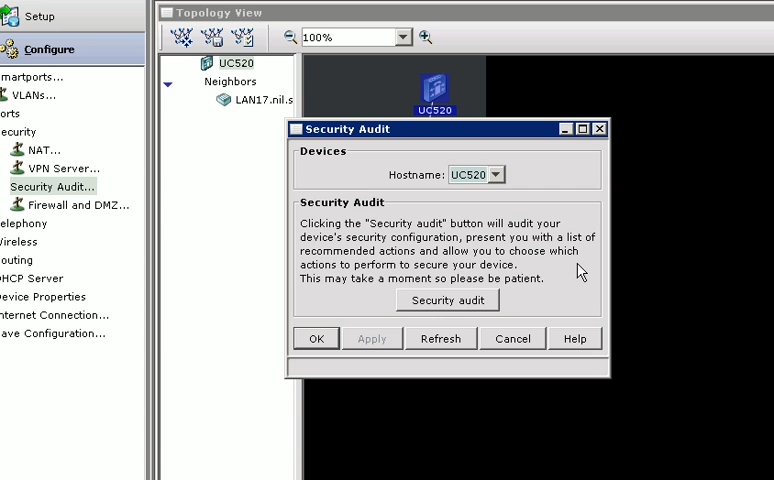 Setup
Configure
martports...
VLANs...
orts
ecurity
NAT...
VPN Server...
Security Audit...
Firewall and DMZ...
elephony
ireless
outing
HCP Server
evice Properties
nternet Connection...
ave Configuration...
Topology View
100%
UC520
Neighbors
LAN17.nil.s
UC520
Security Audit
Devices
Hostname: UC520
Security Audit
Clicking the "Security audit" button will audit your
device's security configuration, present you with a list of
recommended actions and allow you to choose which
actions to perform to secure your device.
This may take a moment so please be patient.
Security audit
OK Apply Refresh Cancel Help